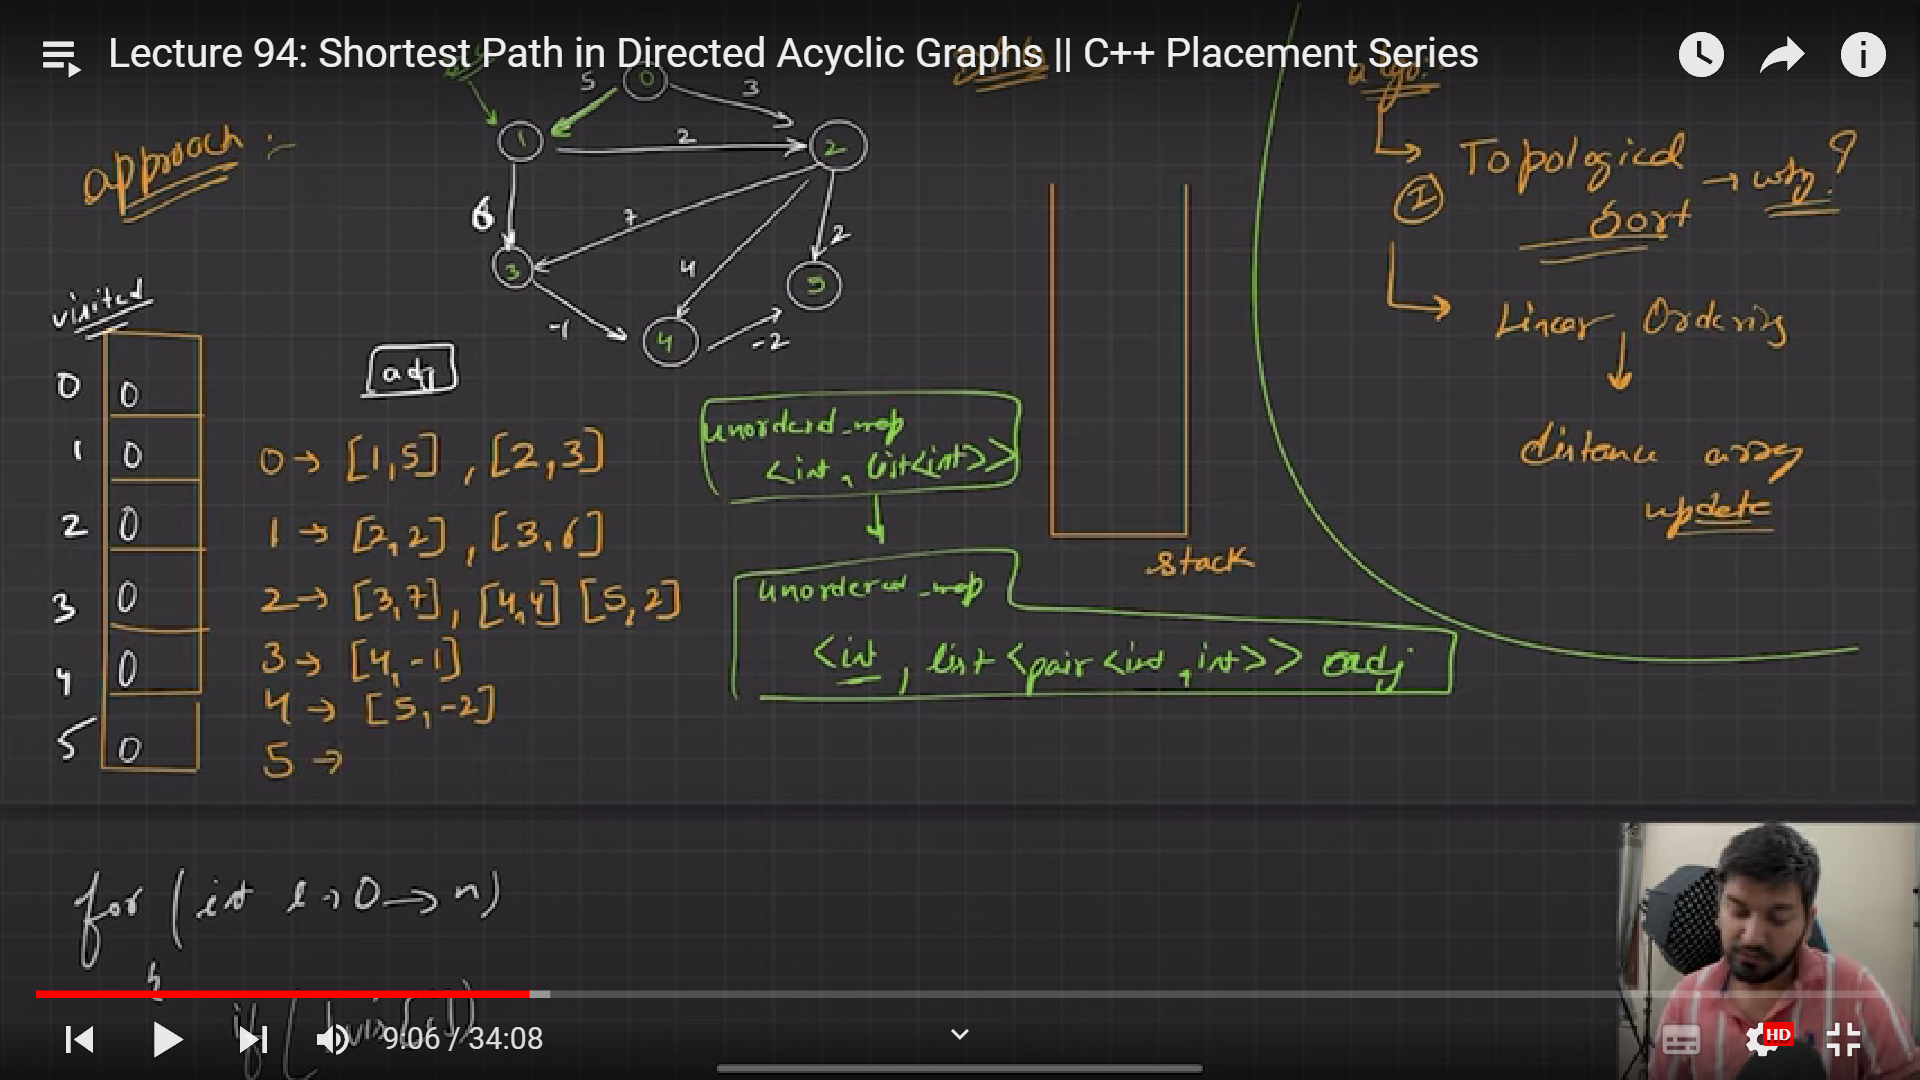 Lecture 94: Shortest Path in Directed Acyclic Graphs || C++ Placement Series
approach :-
0
5
3
1
2
2
6
7
4
2
3
5
-1
4
-2
visited
0 0
1 0
2 0
3 0
4 0
5 0
adj
0 → [1,5] , [2,3]
1 → [2,2] , [3,6]
2 → [3,7] , [4,4] [5,2]
3 → [4,-1]
4 → [5,-2]
5 →
unordered_map
<int, list<int>>
unordered_map
<int, list <pair <int, int>> adj
stack
algo:
I
Topological → why?
Sort
Linear Ordering
distance array
update
for (int i → 0 → n)
{
if (!vis[i])
9:06 / 34:08
HD